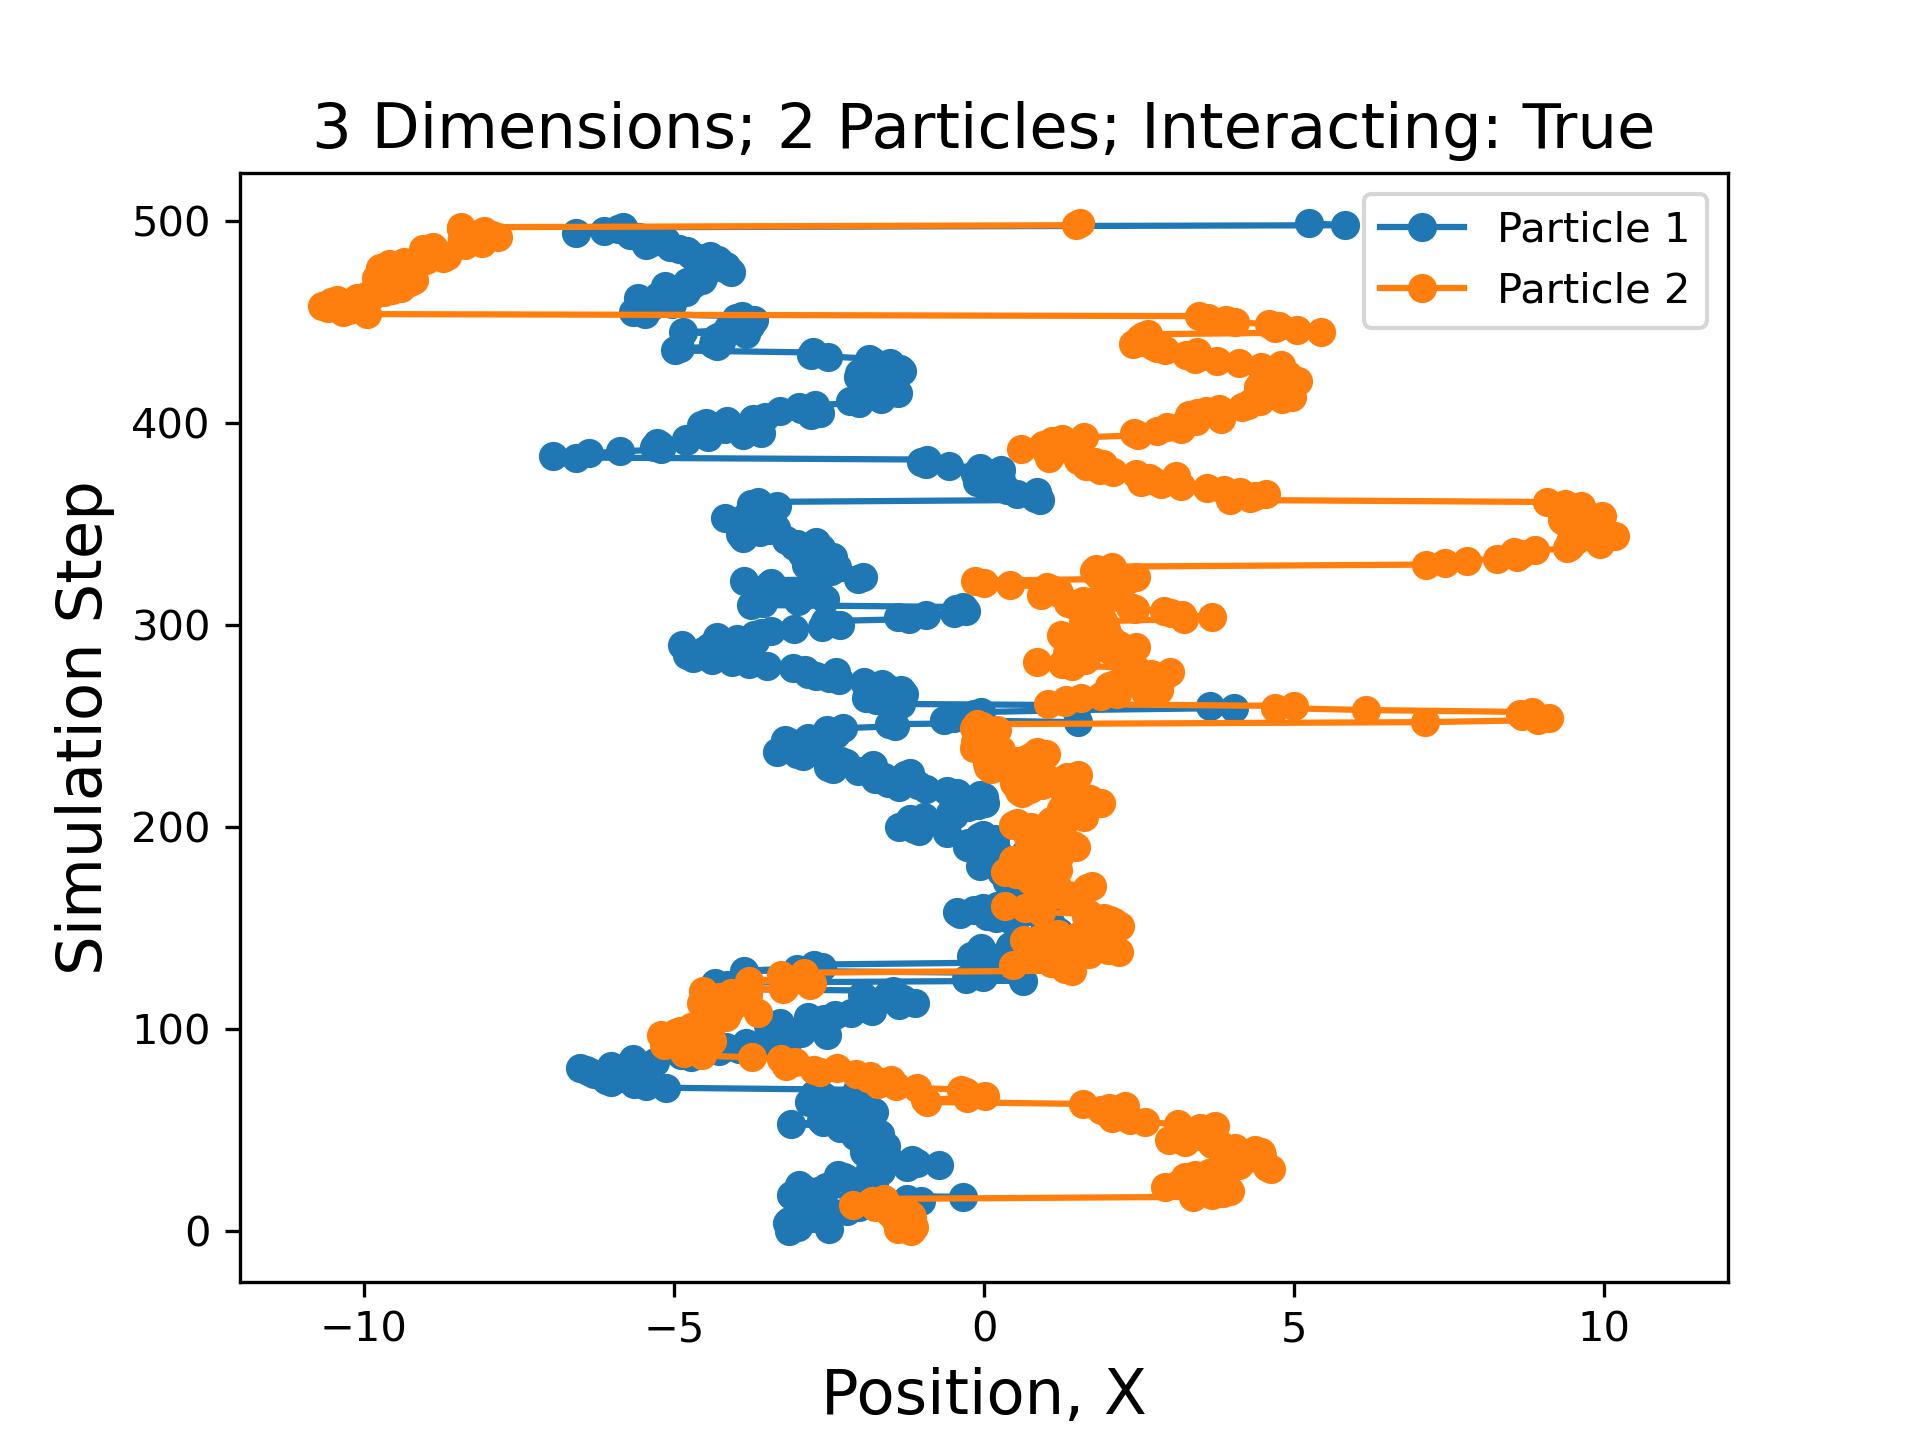 3 Dimensions; 2 Particles; Interacting: True
Particle 1
Particle 2
Simulation Step
500
400
300
200
100
0
−10
−5
0
5
10
Position, X